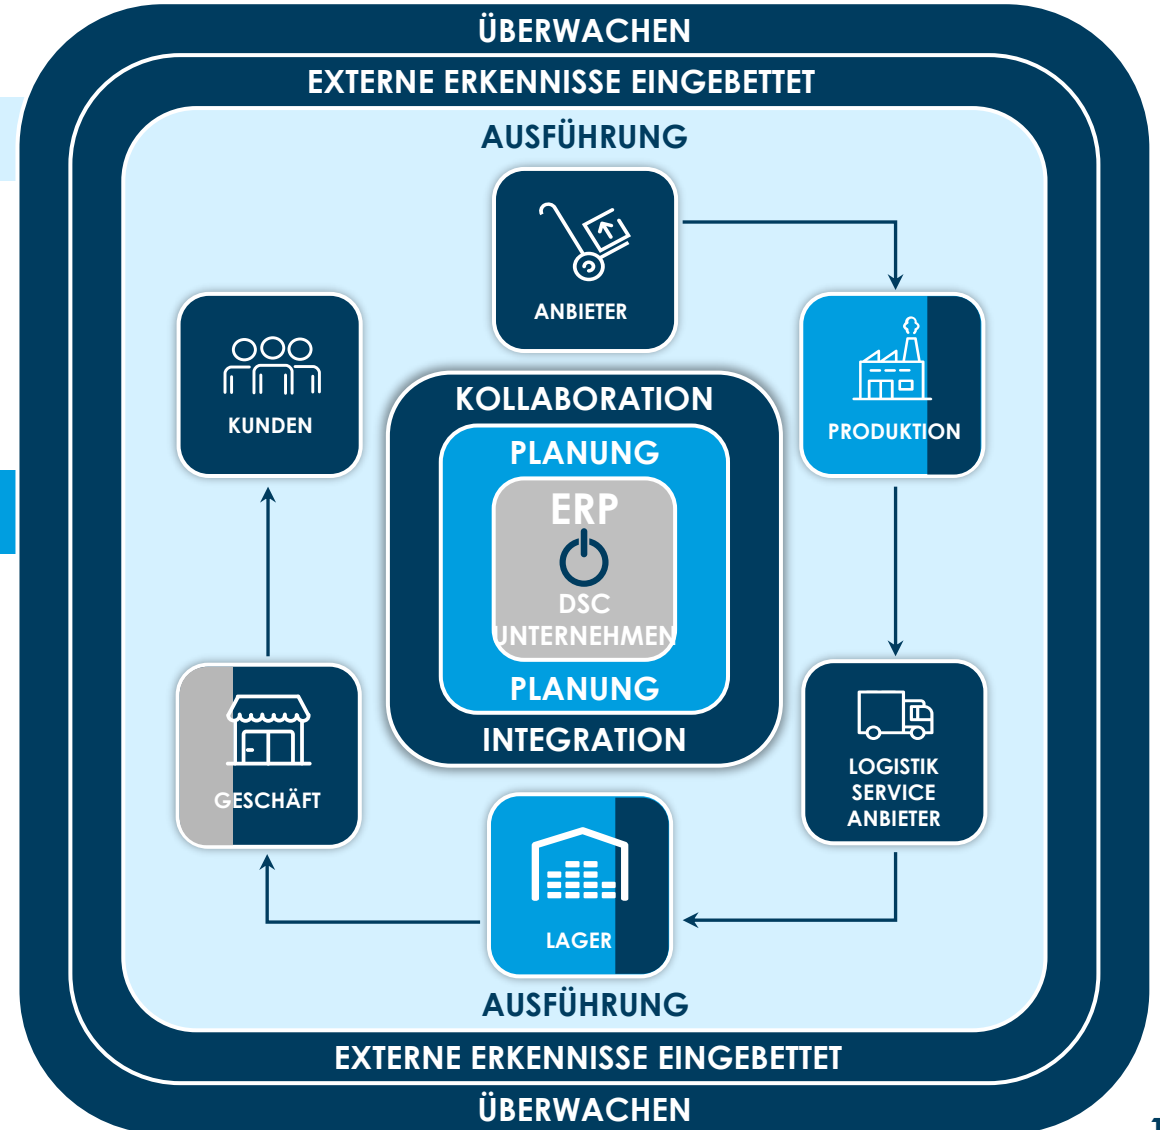 ÜBERWACHEN
EXTERNE ERKENNISSE EINGEBETTET
AUSFÜHRUNG
ANBIETER
KUNDEN
PRODUKTION
KOLLABORATION
PLANUNG
ERP
DSC
UNTERNEHMEN
PLANUNG
INTEGRATION
GESCHÄFT
LOGISTIK
SERVICE
ANBIETER
LAGER
AUSFÜHRUNG
EXTERNE ERKENNISSE EINGEBETTET
ÜBERWACHEN